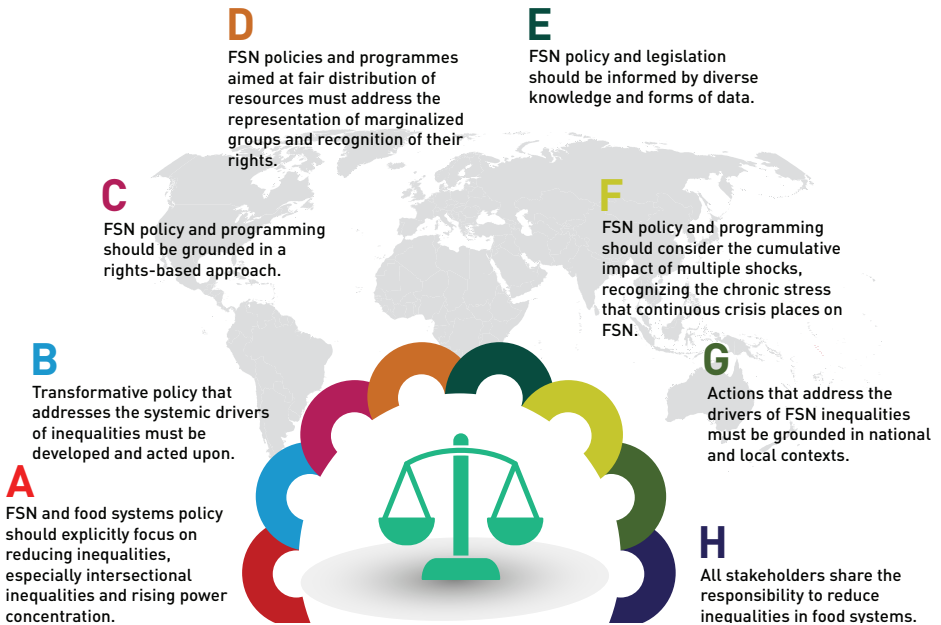 A
FSN and food systems policy
should explicitly focus on
reducing inequalities,
especially intersectional
inequalities and rising power
concentration.
B
Transformative policy that
addresses the systemic drivers
of inequalities must be
developed and acted upon.
C
FSN policy and programming
should be grounded in a
rights-based approach.
D
FSN policies and programmes
aimed at fair distribution of
resources must address the
representation of marginalized
groups and recognition of their
rights.
E
FSN policy and legislation
should be informed by diverse
knowledge and forms of data.
F
FSN policy and programming
should consider the cumulative
impact of multiple shocks,
recognizing the chronic stress
that continuous crisis places on
FSN.
G
Actions that address the
drivers of FSN inequalities
must be grounded in national
and local contexts.
H
All stakeholders share the
responsibility to reduce
inequalities in food systems.